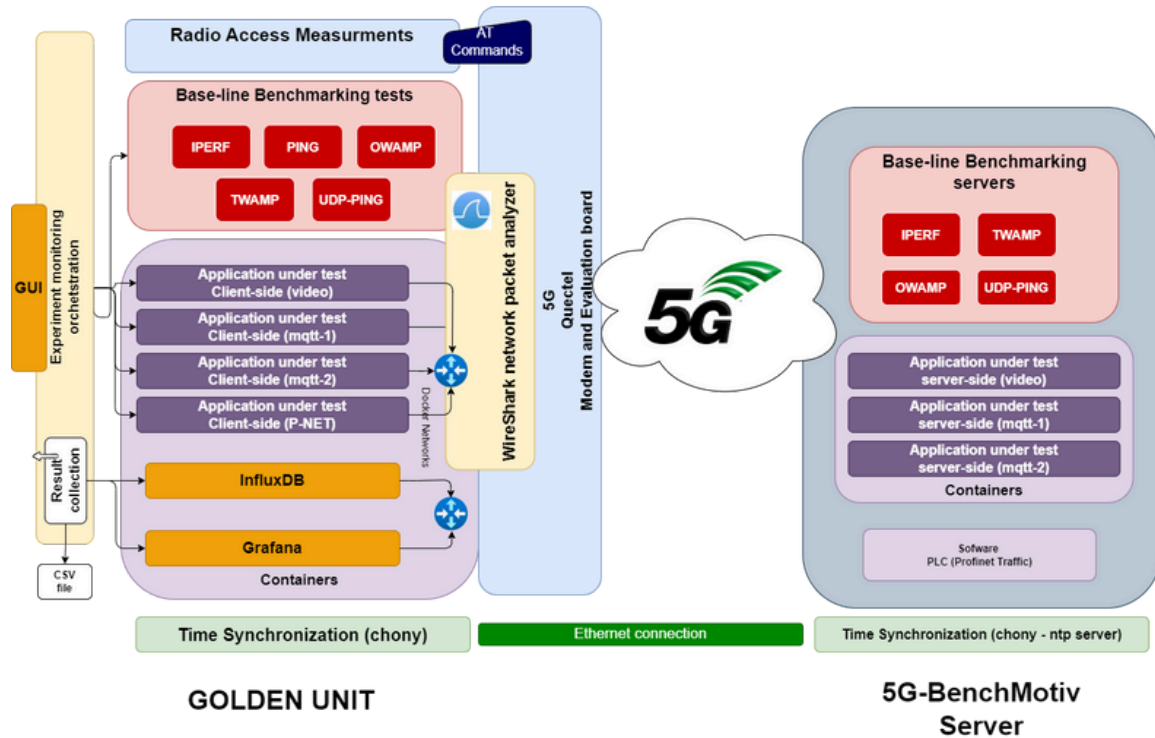 Radio Access Measurments
AT
Commands
Base-line Benchmarking tests
IPERF
PING
OWAMP
TWAMP
UDP-PING
GUI
Experiment monitoring
orchetstration
Application under test
Client-side (video)
Application under test
Client-side (mqtt-1)
Application under test
Client-side (mqtt-2)
Application under test
Client-side (P-NET)
Docker Networks
WireShark network packet analyzer
5G
Quectel
Modem and Evaluation board
5G
Result
collection
CSV
file
InfluxDB
Grafana
Containers
Base-line Benchmarking
servers
IPERF
TWAMP
OWAMP
UDP-PING
Application under test
server-side (video)
Application under test
server-side (mqtt-1)
Application under test
server-side (mqtt-2)
Containers
Sofware
PLC (Profinet Traffic)
Time Synchronization (chony)
Ethernet connection
Time Synchronization (chony - ntp server)
GOLDEN UNIT
5G-BenchMotiv
Server